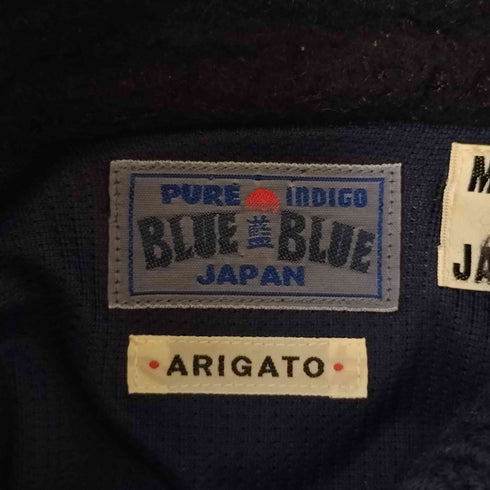 PURE INDIGO
BLUE 藍 BLUE
JAPAN
• ARIGATO •